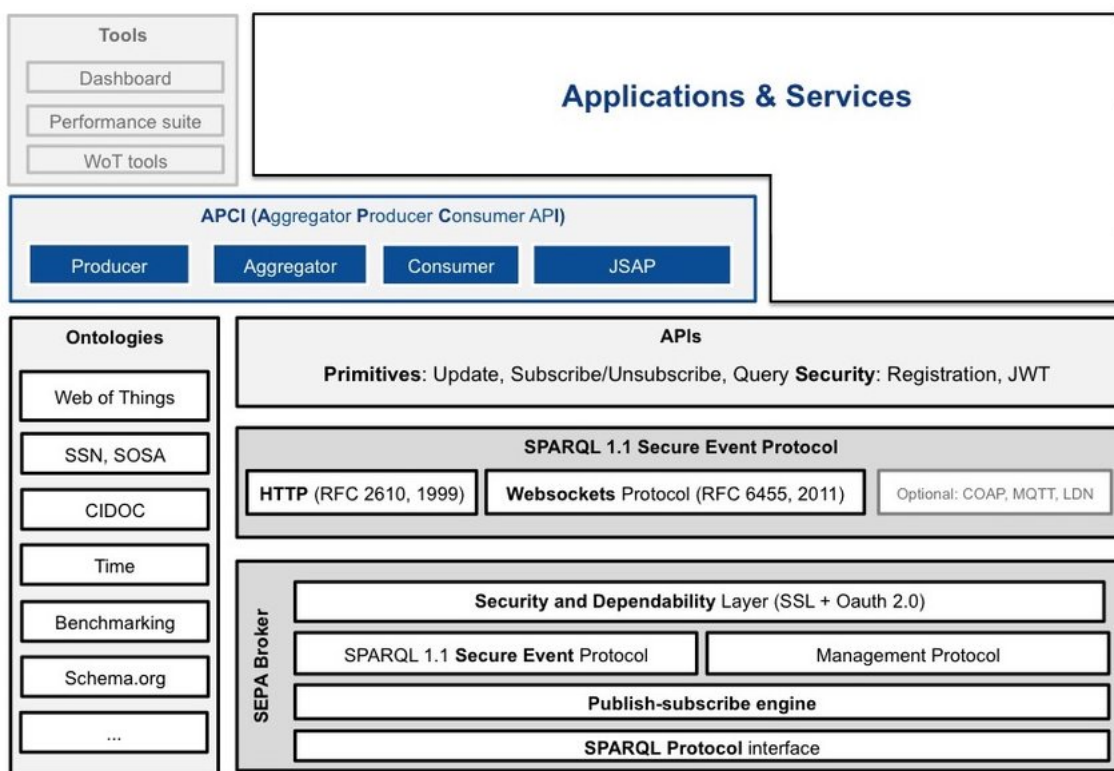 Tools
Dashboard
Performance suite
WoT tools
Applications & Services
APCI (Aggregator Producer Consumer API)
Producer
Aggregator
Consumer
JSAP
Ontologies
Web of Things
SSN, SOSA
CIDOC
Time
Benchmarking
Schema.org
...
APIs
Primitives: Update, Subscribe/Unsubscribe, Query Security: Registration, JWT
SPARQL 1.1 Secure Event Protocol
HTTP (RFC 2610, 1999)
Websockets Protocol (RFC 6455, 2011)
Optional: COAP, MQTT, LDN
SEPA Broker
Security and Dependability Layer (SSL + Oauth 2.0)
SPARQL 1.1 Secure Event Protocol
Management Protocol
Publish-subscribe engine
SPARQL Protocol interface